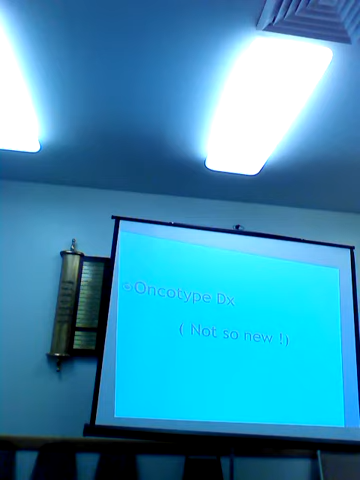 Oncotype Dx
( Not so new !)